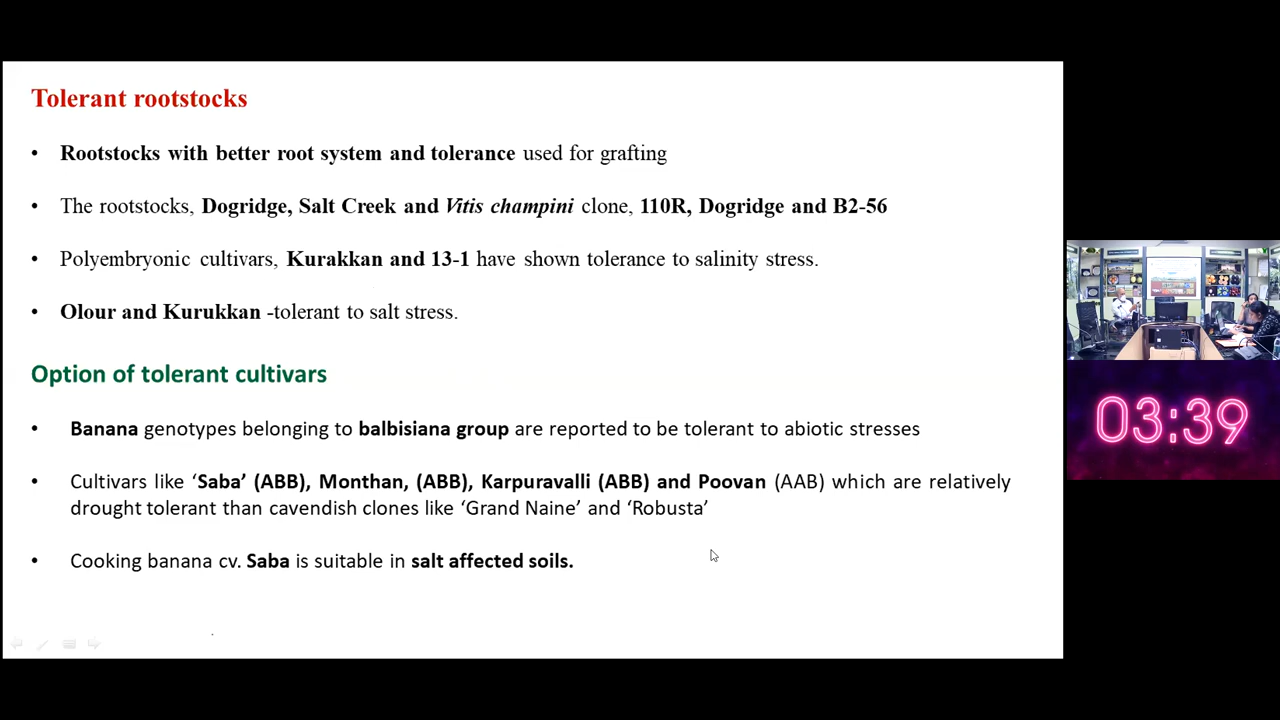 Tolerant rootstocks
• Rootstocks with better root system and tolerance used for grafting
• The rootstocks, Dogridge, Salt Creek and Vitis champini clone, 110R, Dogridge and B2-56
• Polyembryonic cultivars, Kurakkan and 13-1 have shown tolerance to salinity stress.
• Olour and Kurukkan -tolerant to salt stress.
Option of tolerant cultivars
• Banana genotypes belonging to balbisiana group are reported to be tolerant to abiotic stresses
• Cultivars like ‘Saba’ (ABB), Monthan, (ABB), Karpuravalli (ABB) and Poovan (AAB) which are relatively
drought tolerant than cavendish clones like ‘Grand Naine’ and ‘Robusta’
• Cooking banana cv. Saba is suitable in salt affected soils.
03:39